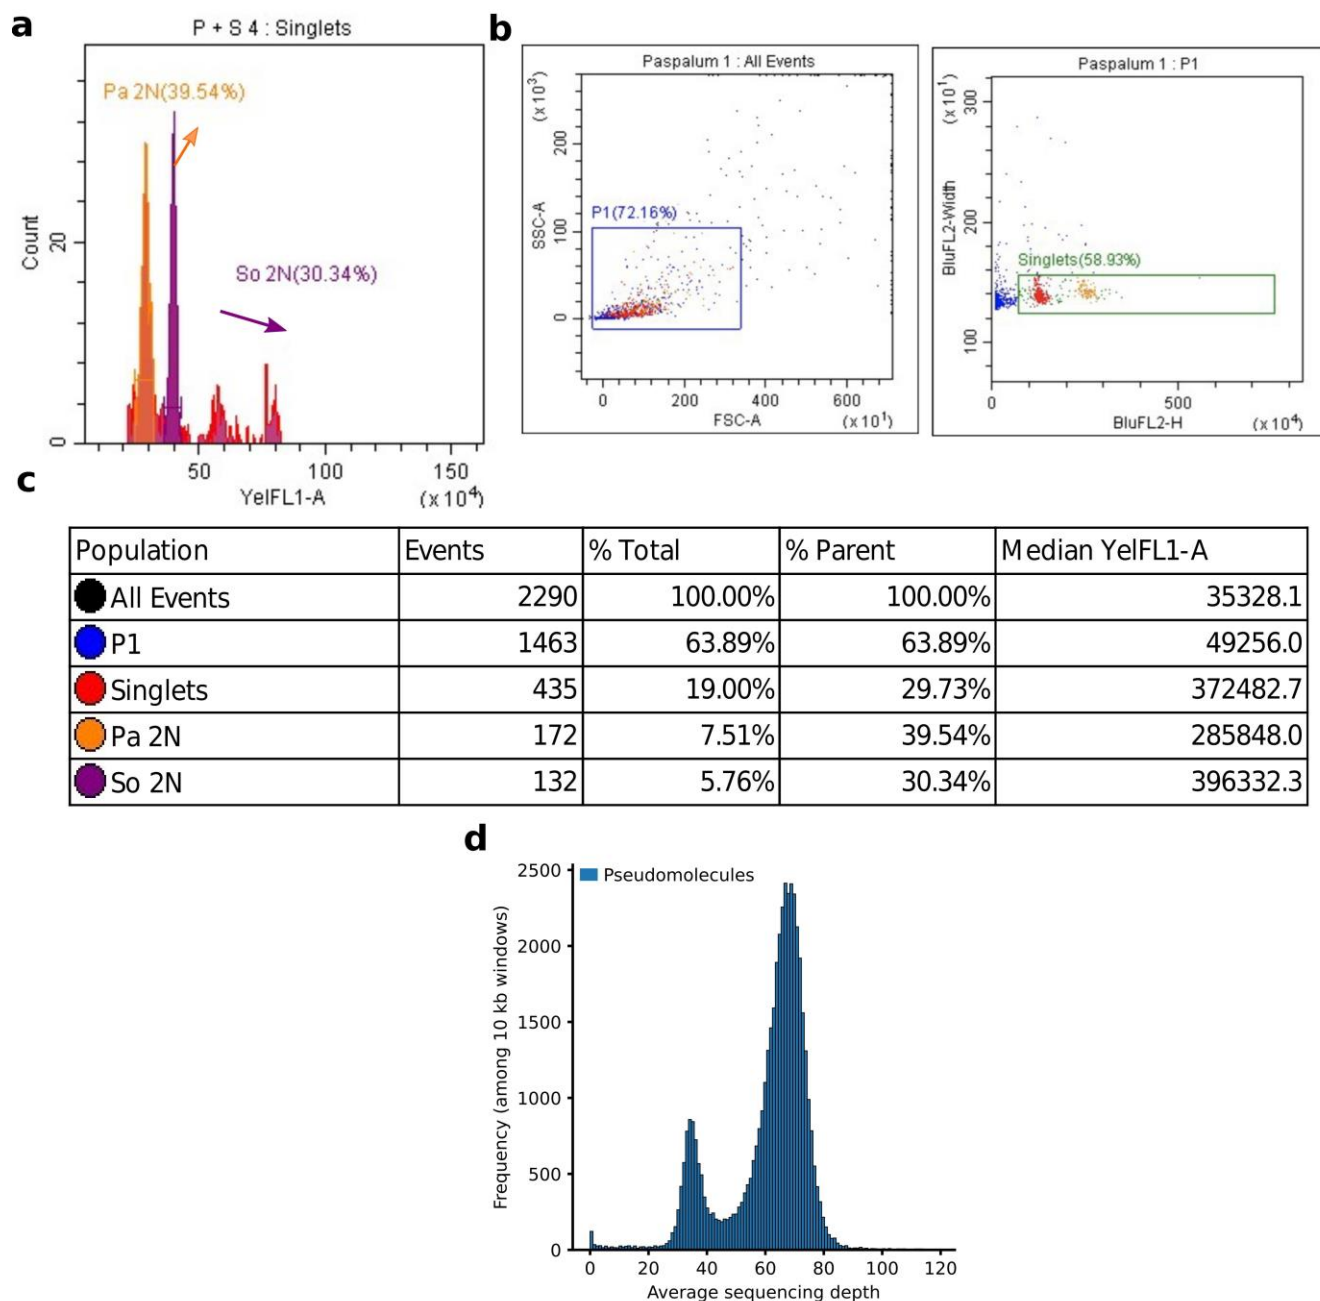 a
P + S 4 : Singlets
Pa 2N(39.54%)
So 2N(30.34%)
Count
20
0
50
100
150
YelFL1-A
(x 10⁴)
b
Paspalum 1 : All Events
(x 10³)
200
100
0
SSC-A
P1(72.16%)
0
200
400
600
FSC-A
(x 10¹)
Paspalum 1 : P1
(x 10¹)
300
200
100
BluFL2-Width
Singlets(58.93%)
0
500
BluFL2-H
(x 10⁴)
c
Population Events % Total % Parent Median YelFL1-A
All Events 2290 100.00% 100.00% 35328.1
P1 1463 63.89% 63.89% 49256.0
Singlets 435 19.00% 29.73% 372482.7
Pa 2N 172 7.51% 39.54% 285848.0
So 2N 132 5.76% 30.34% 396332.3
d
Pseudomolecules
Frequency (among 10 kb windows)
2500
2000
1500
1000
500
0
0 20 40 60 80 100 120
Average sequencing depth